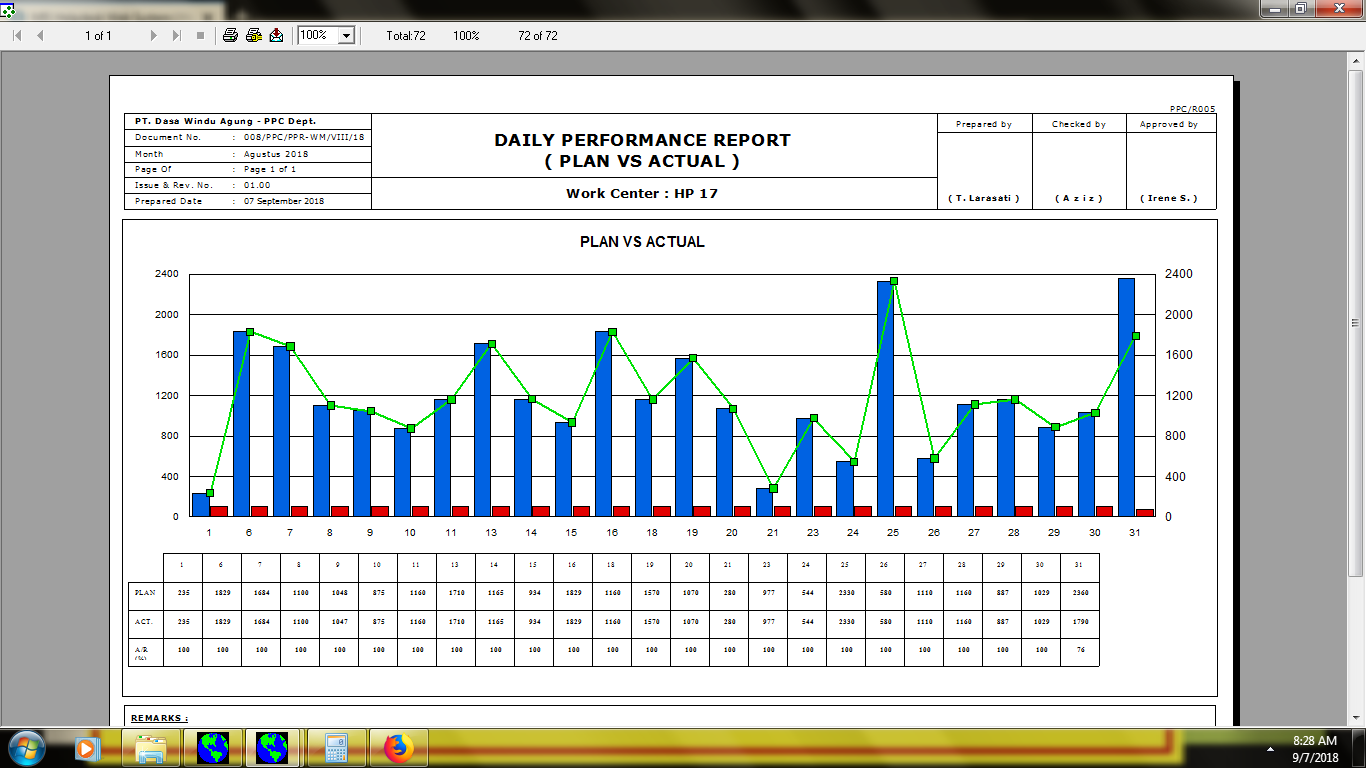 1 of 1
100%
Total:72
100%
72 of 72
PPC/R005
PT. Dasa Windu Agung - PPC Dept.
Document No. : 008/PPC/PPR-WM/VIII/18
Month : Agustus 2018
Page Of : Page 1 of 1
Issue & Rev. No. : 01.00
Prepared Date : 07 September 2018
DAILY PERFORMANCE REPORT
( PLAN VS ACTUAL )
Work Center : HP 17
Prepared by Checked by Approved by
( T. Larasati ) ( A z i z ) ( Irene S. )
PLAN VS ACTUAL
2400 2400
2000 2000
1600 1600
1200 1200
800 800
400 400
0 0
1 6 7 8 9 10 11 13 14 15 16 18 19 20 21 23 24 25 26 27 28 29 30 31
1 6 7 8 9 10 11 13 14 15 16 18 19 20 21 23 24 25 26 27 28 29 30 31
PLAN 235 1829 1684 1100 1048 875 1160 1710 1165 934 1829 1160 1570 1070 280 977 544 2330 580 1110 1160 887 1029 2360
ACT. 235 1829 1684 1100 1047 875 1160 1710 1165 934 1829 1160 1570 1070 280 977 544 2330 580 1110 1160 887 1029 1790
A/R 100 100 100 100 100 100 100 100 100 100 100 100 100 100 100 100 100 100 100 100 100 100 100 76
(%)
REMARKS :
8:28 AM
9/7/2018